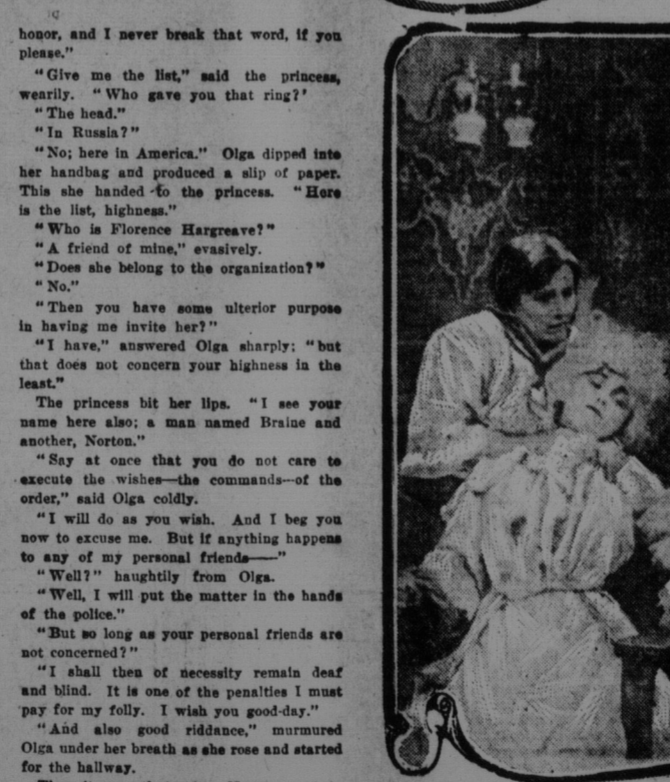 honor, and I never break that word, if you
please."
"Give me the list," said the princess,
wearily. "Who gave you that ring?'
"The head."
"In Russia?"
"No; here in America." Olga dipped into
her handbag and produced a slip of paper.
This she handed to the princess. "Here
is the list, highness."
"Who is Florence Hargreave?"
"A friend of mine," evasively.
"Does she belong to the organization?"
"No."
"Then you have some ulterior purpose
in having me invite her?"
"I have," answered Olga sharply; "but
that does not concern your highness in the
least."
The princess bit her lips. "I see your
name here also; a man named Braine and
another, Norton."
"Say at once that you do not care to
execute the wishes—the commands—of the
order," said Olga coldly.
"I will do as you wish. And I beg you
now to excuse me. But if anything happens
to any of my personal friends——"
"Well?" haughtily from Olga.
"Well, I will put the matter in the hands
of the police."
"But so long as your personal friends are
not concerned?"
"I shall then of necessity remain deaf
and blind. It is one of the penalties I must
pay for my folly. I wish you good-day."
"And also good riddance," murmured
Olga under her breath as she rose and started
for the hallway.